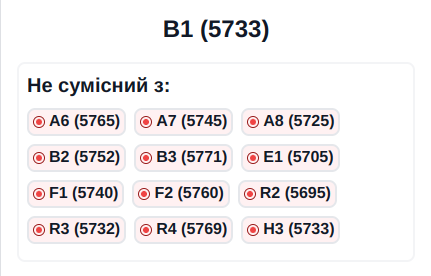 B1 (5733)
Не сумісний з:
A6 (5765) A7 (5745) A8 (5725)
B2 (5752) B3 (5771) E1 (5705)
F1 (5740) F2 (5760) R2 (5695)
R3 (5732) R4 (5769) H3 (5733)